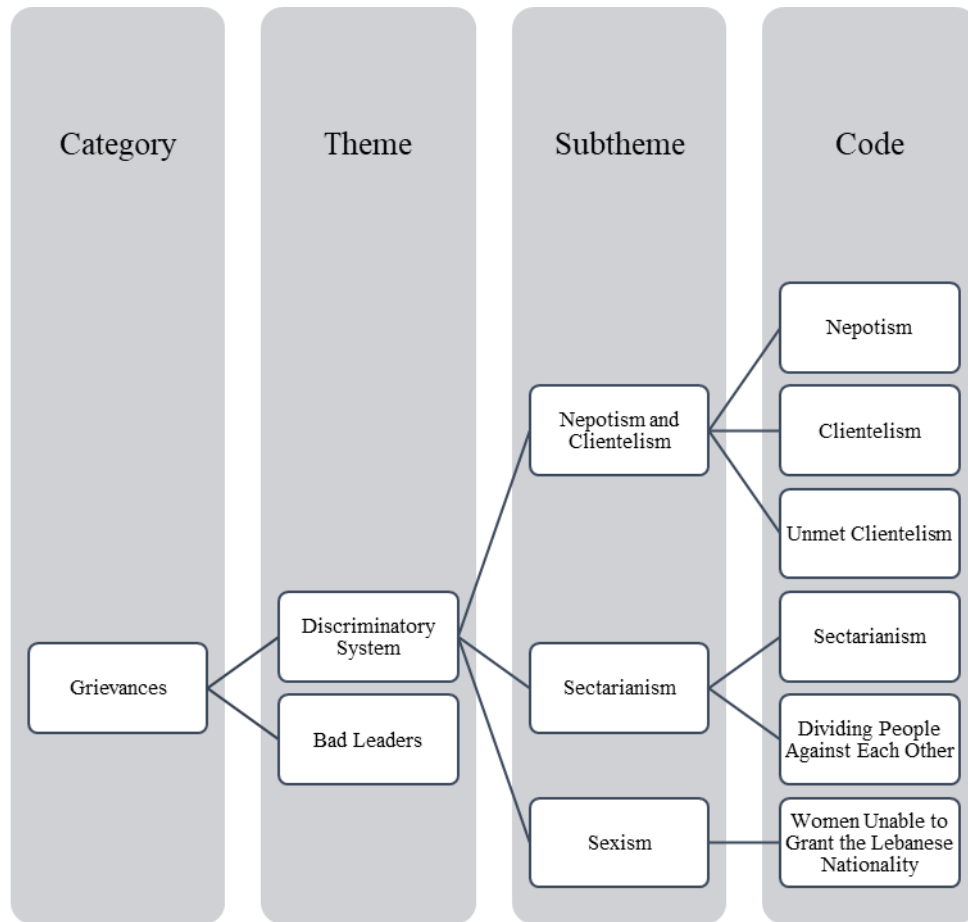 Category
Theme
Subtheme
Code
Grievances
Discriminatory
System
Bad Leaders
Nepotism and
Clientelism
Sectarianism
Sexism
Nepotism
Clientelism
Unmet Clientelism
Sectarianism
Dividing People
Against Each Other
Women Unable to
Grant the Lebanese
Nationality